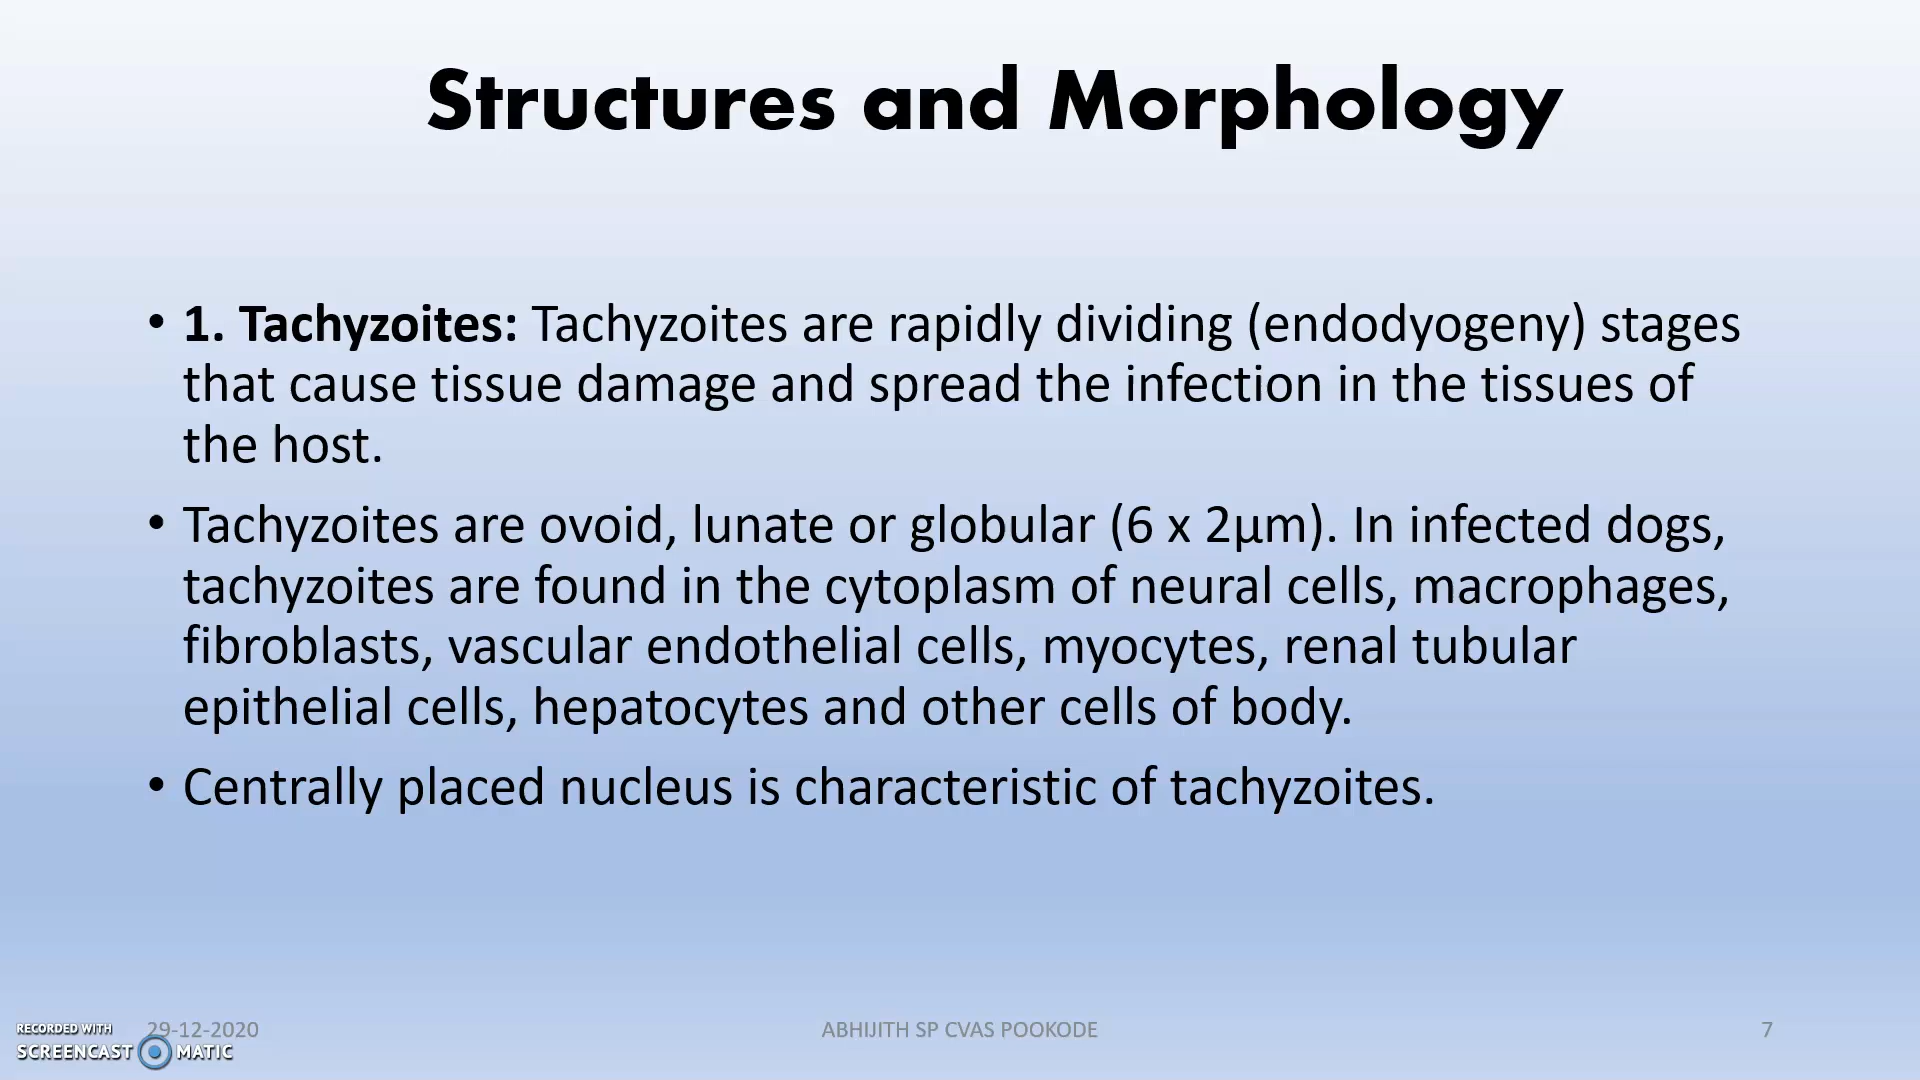 Structures and Morphology
• 1. Tachyzoites: Tachyzoites are rapidly dividing (endodyogeny) stages
that cause tissue damage and spread the infection in the tissues of
the host.
• Tachyzoites are ovoid, lunate or globular (6 x 2µm). In infected dogs,
tachyzoites are found in the cytoplasm of neural cells, macrophages,
fibroblasts, vascular endothelial cells, myocytes, renal tubular
epithelial cells, hepatocytes and other cells of body.
• Centrally placed nucleus is characteristic of tachyzoites.
29-12-2020 ABHIJITH SP CVAS POOKODE 7
RECORDED WITH
SCREENCAST MATIC